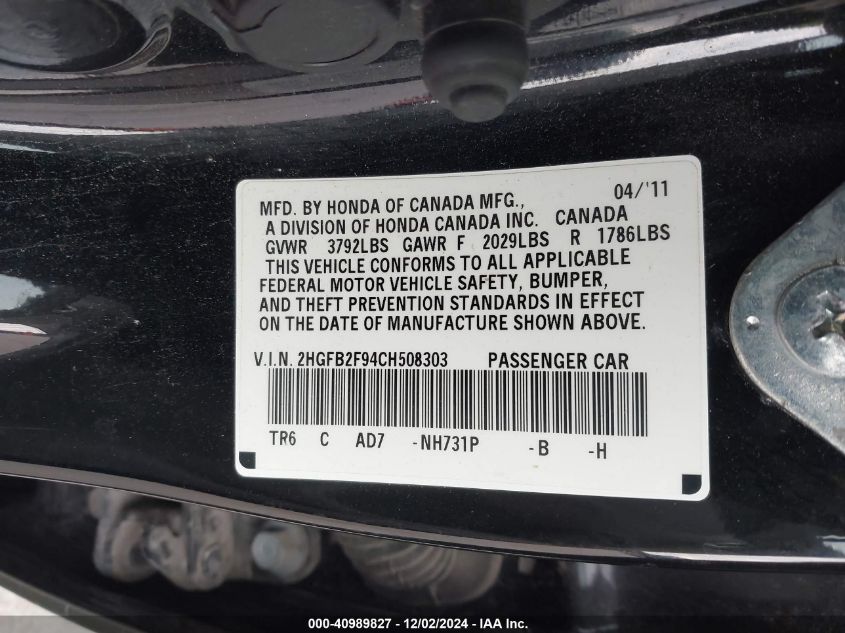 04/'11
MFD. BY HONDA OF CANADA MFG.,
A DIVISION OF HONDA CANADA INC. CANADA
GVWR 3792LBS GAWR F 2029LBS R 1786LBS
THIS VEHICLE CONFORMS TO ALL APPLICABLE
FEDERAL MOTOR VEHICLE SAFETY, BUMPER,
AND THEFT PREVENTION STANDARDS IN EFFECT
ON THE DATE OF MANUFACTURE SHOWN ABOVE.
V.I.N. 2HGFB2F94CH508303 PASSENGER CAR
TR6 C AD7 -NH731P -B -H
000-40989827 - 12/02/2024 - IAA Inc.